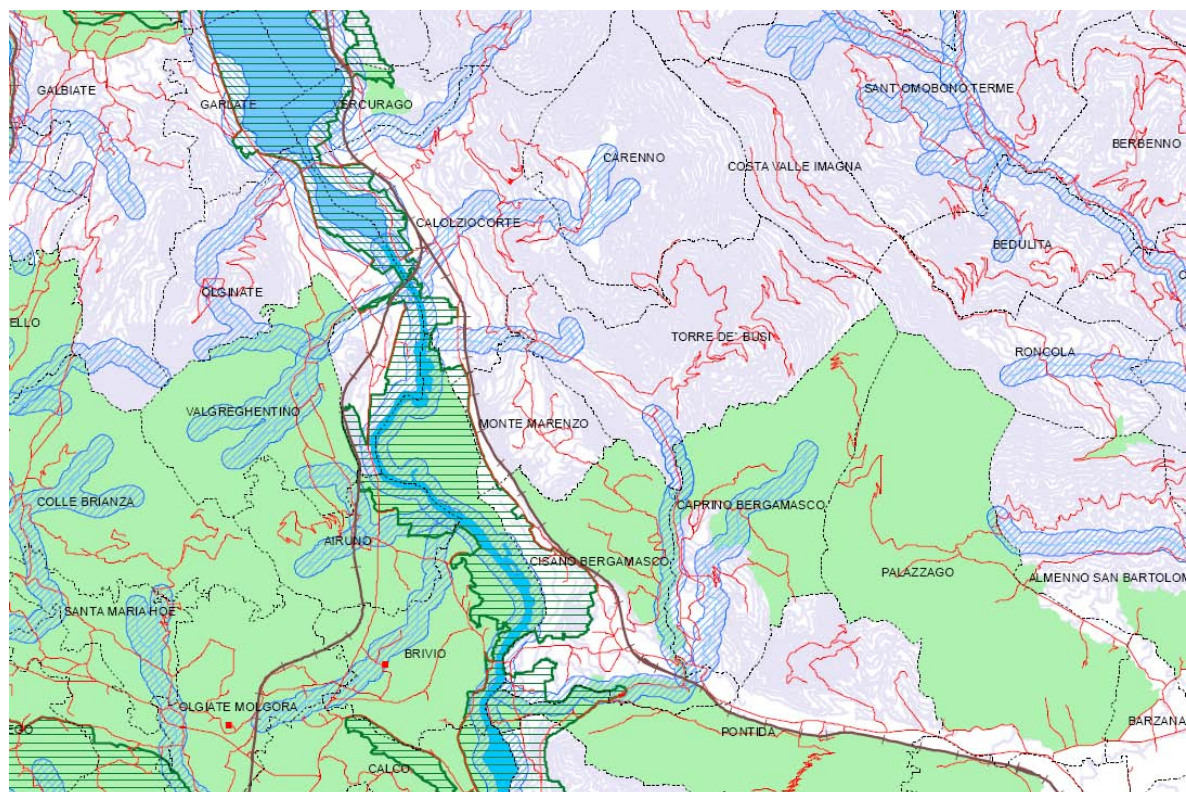 SANT'OMOBONO TERME
GALBIATE
GARLATE
ERCURAGO
BERBENNO
CARENNO
COSTA VALLE IMAGNA
CALOLZIOCORTE
BEDULITA
OLGINATE
ELLO
TORRE DE' BUSI
RONCOLA
VALGREGHENTINO
MONTE MARENZO
COLLE BRIANZA
CAPRINO BERGAMASCO
AIRUNO
CISANO BERGAMASCO
PALAZZAGO
ALMENNO SAN BARTOLOM
SANTA MARIA HOE
BRIVIO
OLGIATE MOLGORA
BARZANA
PONTIDA
CALCO